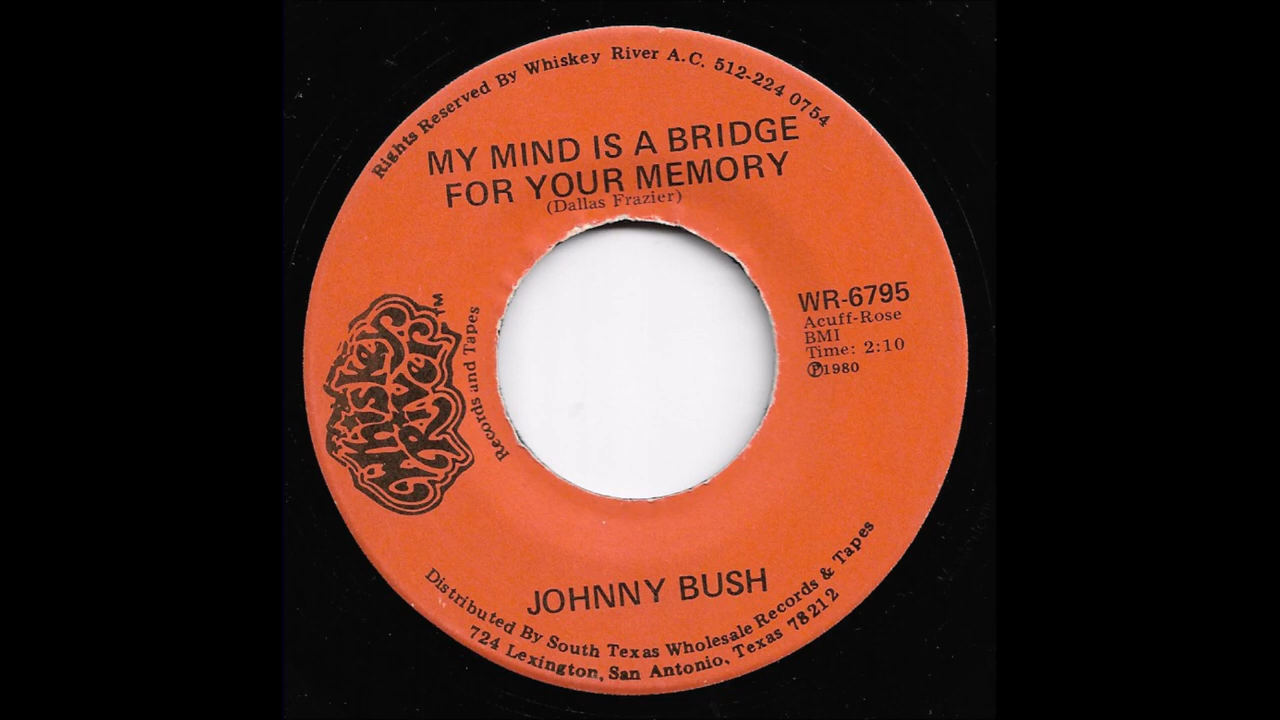 Rights Reserved By Whiskey River A.C. 512-224 0754
MY MIND IS A BRIDGE
FOR YOUR MEMORY
(Dallas Frazier)
Whiskey
River™
Records and Tapes
WR-6795
Acuff-Rose
BMI
Time: 2:10
℗1980
JOHNNY BUSH
Distributed By South Texas Wholesale Records & Tapes
724 Lexington, San Antonio, Texas 78212